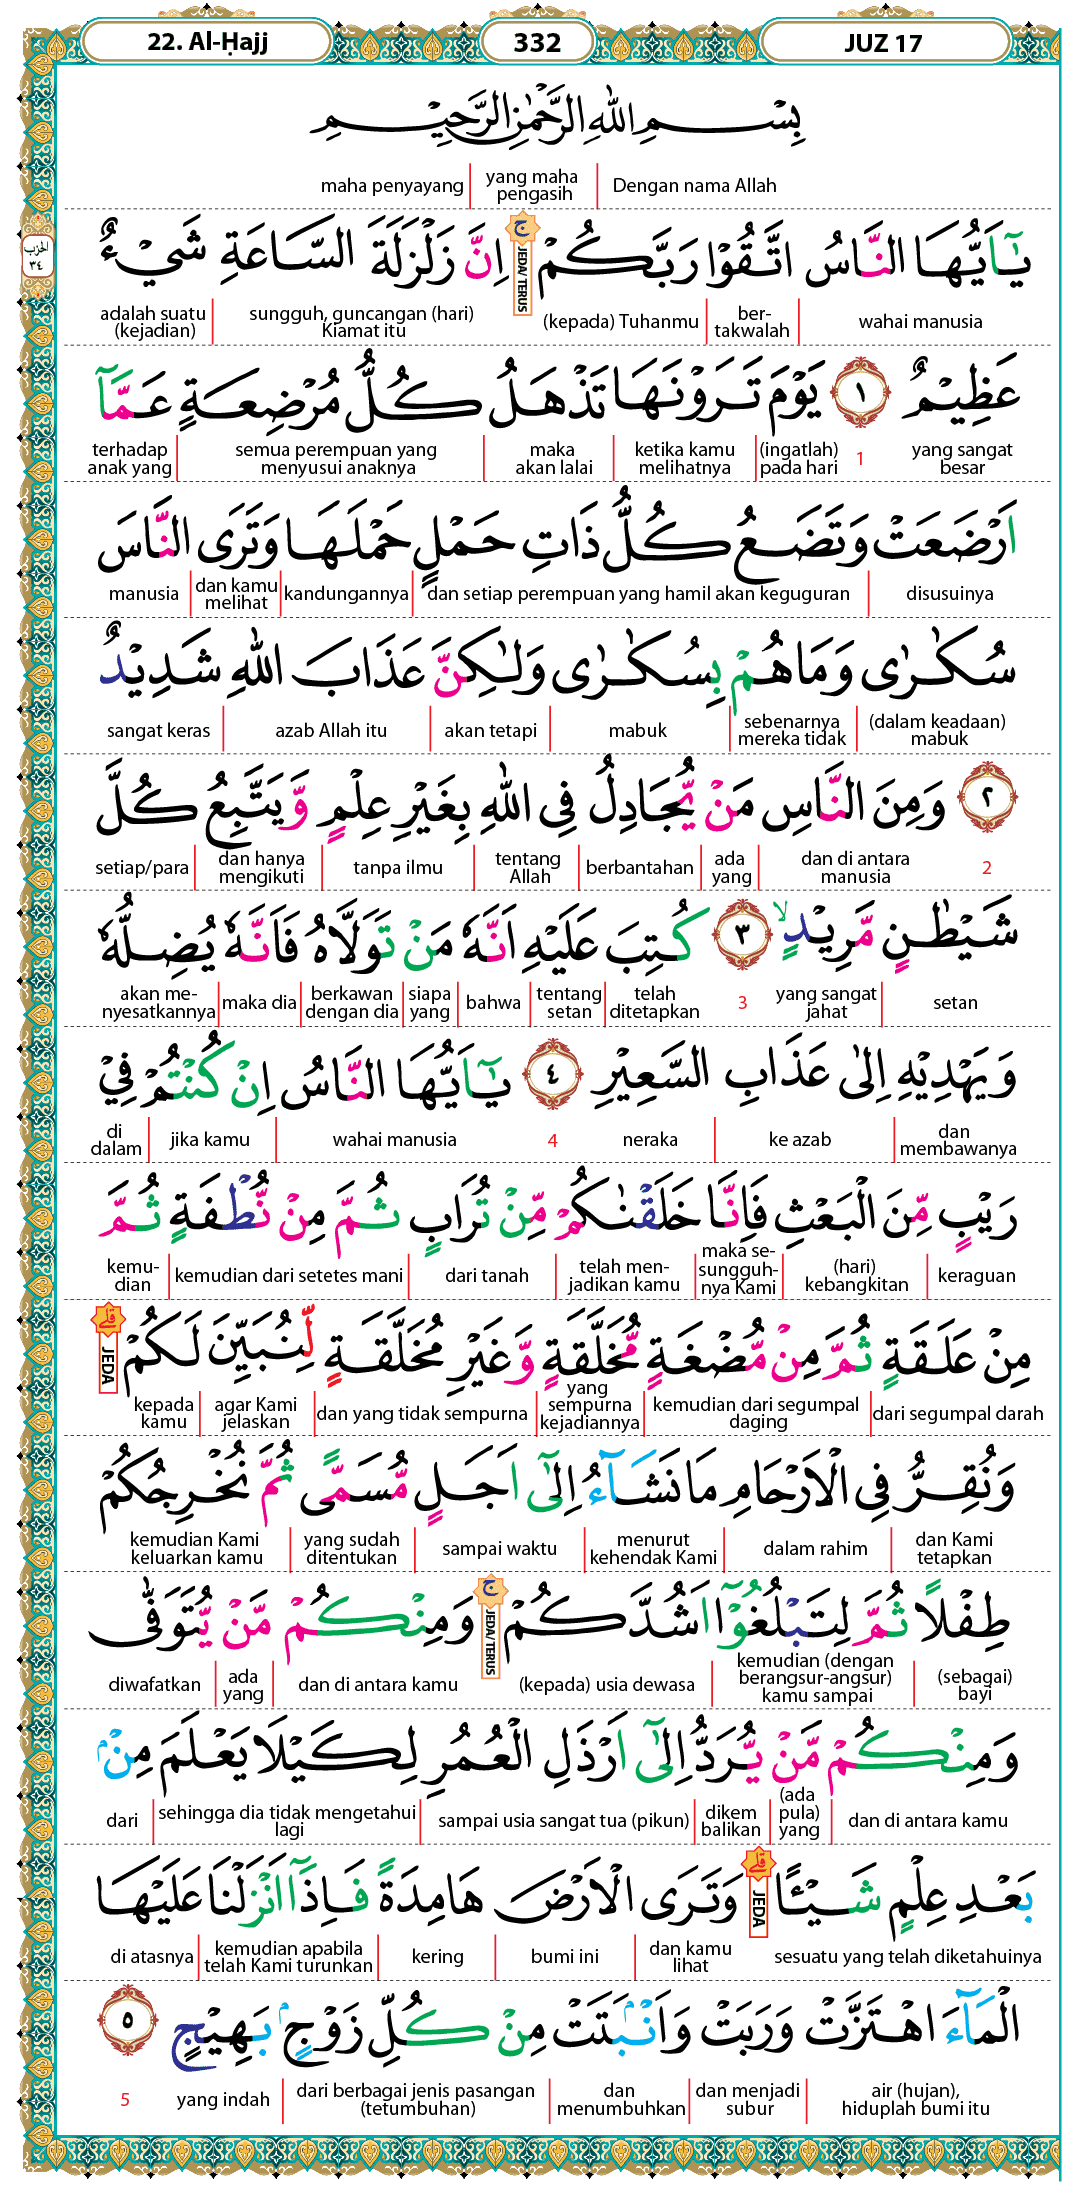 22. Al-Ḥajj 332 JUZ 17
بِسْمِ اللهِ الرَّحْمٰنِ الرَّحِيْمِ
Dengan nama Allah | yang maha pengasih | maha penyayang
الحزب ٣٤
يٰٓاَيُّهَا النَّاسُ اتَّقُوْا رَبَّكُمْ ۚ اِنَّ زَلْزَلَةَ السَّاعَةِ شَيْءٌ
JEDA/ TERUS
wahai manusia | ber-takwalah | (kepada) Tuhanmu | sungguh, guncangan (hari) Kiamat itu | adalah suatu (kejadian)
عَظِيْمٌ ١ يَوْمَ تَرَوْنَهَا تَذْهَلُ كُلُّ مُرْضِعَةٍ عَمَّآ
yang sangat besar 1 | (ingatlah) pada hari | ketika kamu melihatnya | maka akan lalai | semua perempuan yang menyusui anaknya | terhadap anak yang
اَرْضَعَتْ وَتَضَعُ كُلُّ ذَاتِ حَمْلٍ حَمْلَهَا وَتَرَى النَّاسَ
disusuinya | dan setiap perempuan yang hamil akan keguguran | kandungannya | dan kamu melihat | manusia
سُكٰرٰى وَمَا هُمْ بِسُكٰرٰى وَلٰكِنَّ عَذَابَ اللهِ شَدِيْدٌ
(dalam keadaan) mabuk | sebenarnya mereka tidak | mabuk | akan tetapi | azab Allah itu | sangat keras
٢ وَمِنَ النَّاسِ مَنْ يُّجَادِلُ فِى اللهِ بِغَيْرِ عِلْمٍ وَّيَتَّبِعُ كُلَّ
2 dan di antara manusia | ada yang | berbantahan | tentang Allah | tanpa ilmu | dan hanya mengikuti | setiap/para
شَيْطٰنٍ مَّرِيْدٍ ۙ ٣ كُتِبَ عَلَيْهِ اَنَّهٗ مَنْ تَوَلَّاهُ فَاَنَّهٗ يُضِلُّهٗ
setan | yang sangat jahat 3 telah ditetapkan | tentang setan | bahwa | siapa yang | berkawan dengan dia | maka dia | akan me-nyesatkannya
وَيَهْدِيْهِ اِلٰى عَذَابِ السَّعِيْرِ ٤ يٰٓاَيُّهَا النَّاسُ اِنْ كُنْتُمْ فِيْ
dan membawanya | ke azab | neraka 4 wahai manusia | jika kamu | di dalam
رَيْبٍ مِّنَ الْبَعْثِ فَاِنَّا خَلَقْنٰكُمْ مِّنْ تُرَابٍ ثُمَّ مِنْ نُّطْفَةٍ ثُمَّ
keraguan | (hari) kebangkitan | maka se-sungguh-nya Kami | telah men-jadikan kamu | dari tanah | kemudian dari setetes mani | kemu-dian
مِنْ عَلَقَةٍ ثُمَّ مِنْ مُّضْغَةٍ مُّخَلَّقَةٍ وَّغَيْرِ مُخَلَّقَةٍ لِّنُبَيِّنَ لَكُمْ ۗ
JEDA
dari segumpal darah | kemudian dari segumpal daging | yang sempurna kejadiannya | dan yang tidak sempurna | agar Kami jelaskan | kepada kamu
وَنُقِرُّ فِى الْاَرْحَامِ مَا نَشَاۤءُ اِلٰٓى اَجَلٍ مُّسَمًّى ثُمَّ نُخْرِجُكُمْ
dan Kami tetapkan | dalam rahim | menurut kehendak Kami | sampai waktu | yang sudah ditentukan | kemudian Kami keluarkan kamu
طِفْلًا ثُمَّ لِتَبْلُغُوْٓا اَشُدَّكُمْ ۚ وَمِنْكُمْ مَّنْ يُّتَوَفّٰى
JEDA/TERUS
(sebagai) bayi | kemudian (dengan berangsur-angsur) kamu sampai | (kepada) usia dewasa | dan di antara kamu | ada yang | diwafatkan
وَمِنْكُمْ مَّنْ يُّرَدُّ اِلٰٓى اَرْذَلِ الْعُمُرِ لِكَيْلَا يَعْلَمَ مِنْۢ
dan di antara kamu | (ada pula) yang | dikem balikan | sampai usia sangat tua (pikun) | sehingga dia tidak mengetahui lagi | dari
بَعْدِ عِلْمٍ شَيْـًٔا ۗ وَتَرَى الْاَرْضَ هَامِدَةً فَاِذَآ اَنْزَلْنَا عَلَيْهَا
JEDA
sesuatu yang telah diketahuinya | dan kamu lihat | bumi ini | kering | kemudian apabila telah Kami turunkan | di atasnya
الْمَاۤءَ اهْتَزَّتْ وَرَبَتْ وَاَنْۢبَتَتْ مِنْ كُلِّ زَوْجٍۢ بَهِيْجٍ ٥
air (hujan), hiduplah bumi itu | dan menjadi subur | dan menumbuhkan | dari berbagai jenis pasangan (tetumbuhan) | yang indah 5